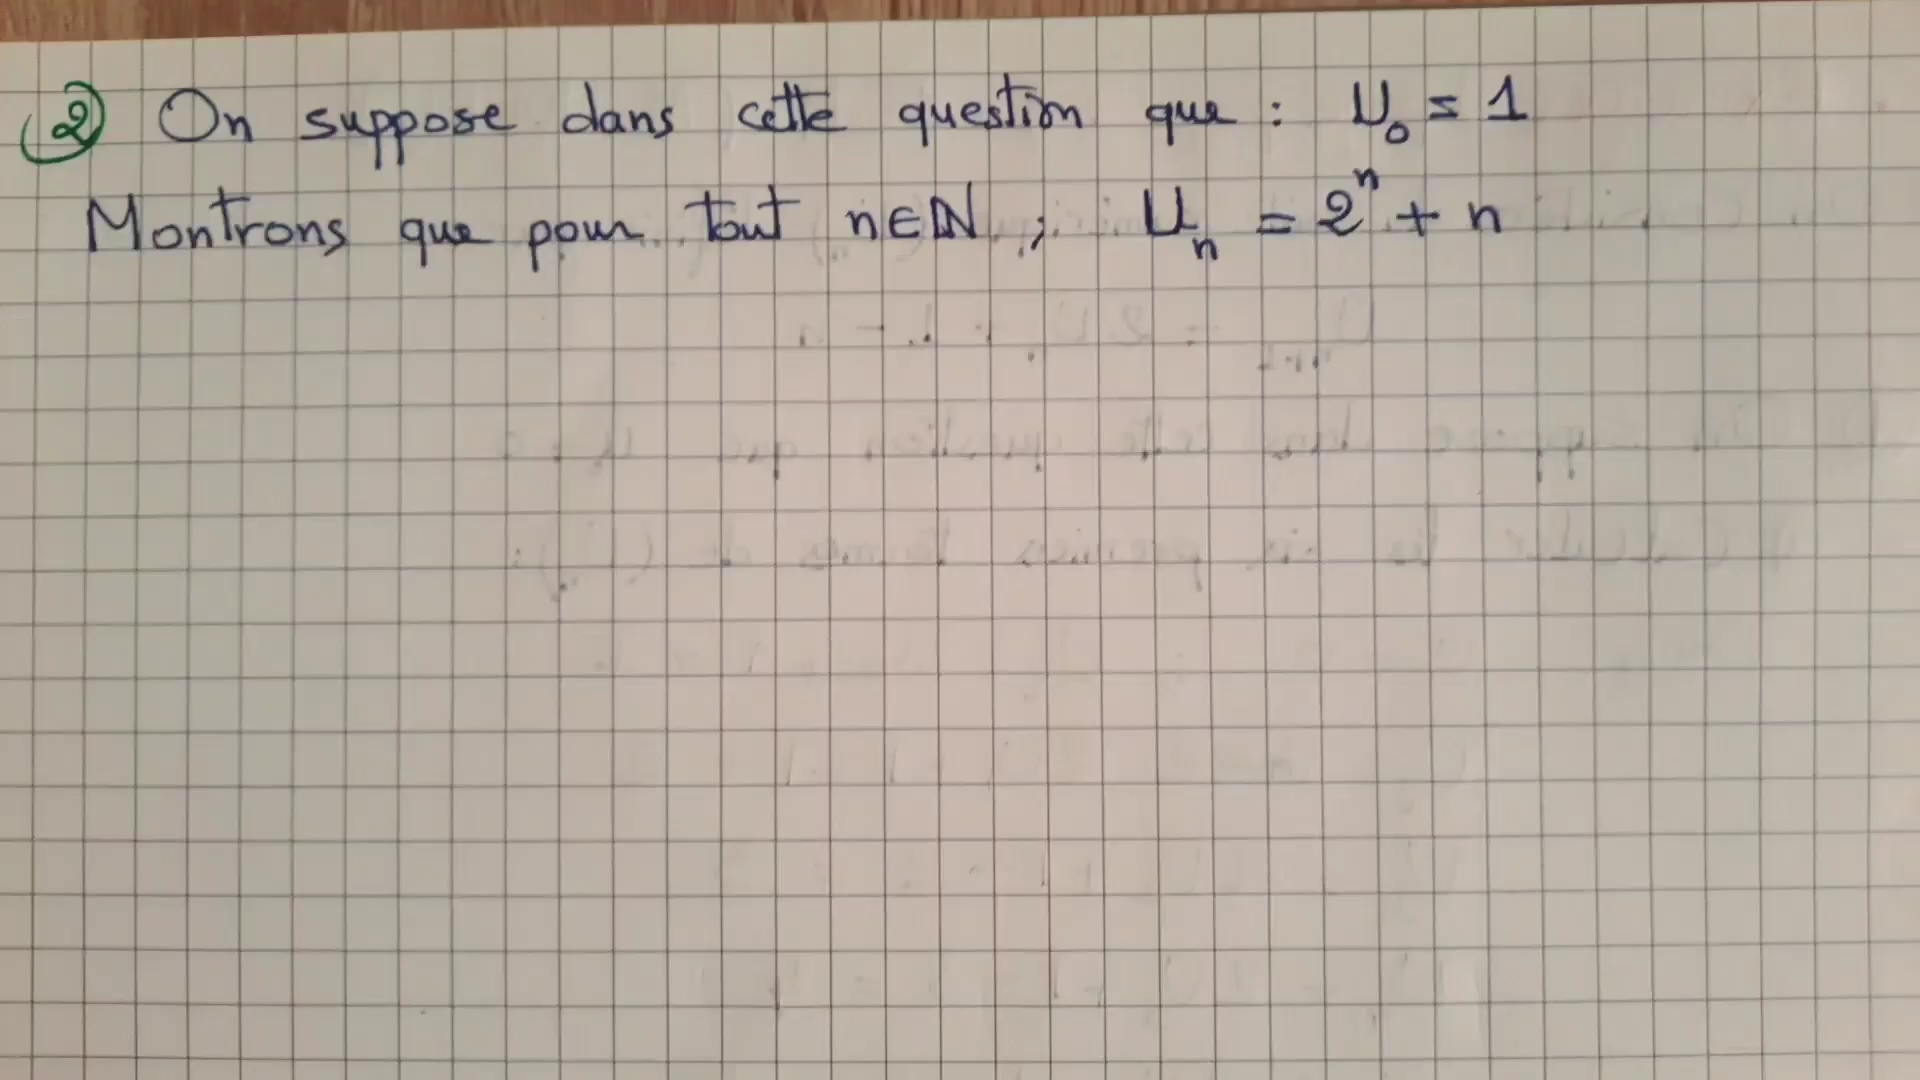 2 On suppose dans cette question que : U₀ = 1
Montrons que pour tout n∈ℕ ; Uₙ = 2ⁿ + n